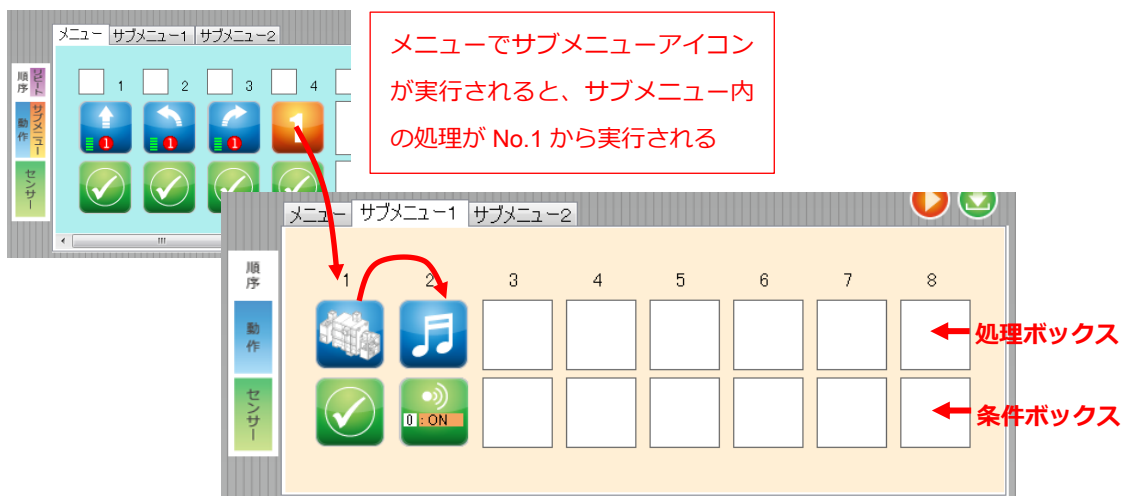 メニュー サブメニュー1 サブメニュー2
順序 リピート
動作 サブメニュー
センサー
1 2 3 4
1 1 1 1
メニューでサブメニューアイコン
が実行されると、サブメニュー内
の処理が No.1 から実行される
メニュー サブメニュー1 サブメニュー2
順序
動作
センサー
1 2 3 4 5 6 7 8
処理ボックス
0 : ON
条件ボックス